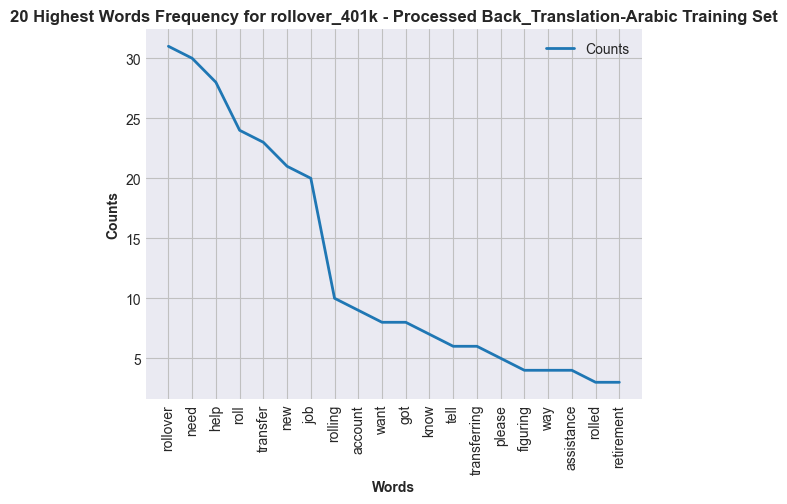 20 Highest Words Frequency for rollover_401k - Processed Back_Translation-Arabic Training Set
Counts
30
25
20
15
10
5
Counts
rollover
need
help
roll
transfer
new
job
rolling
account
want
got
know
tell
transferring
please
figuring
way
assistance
rolled
retirement
Words